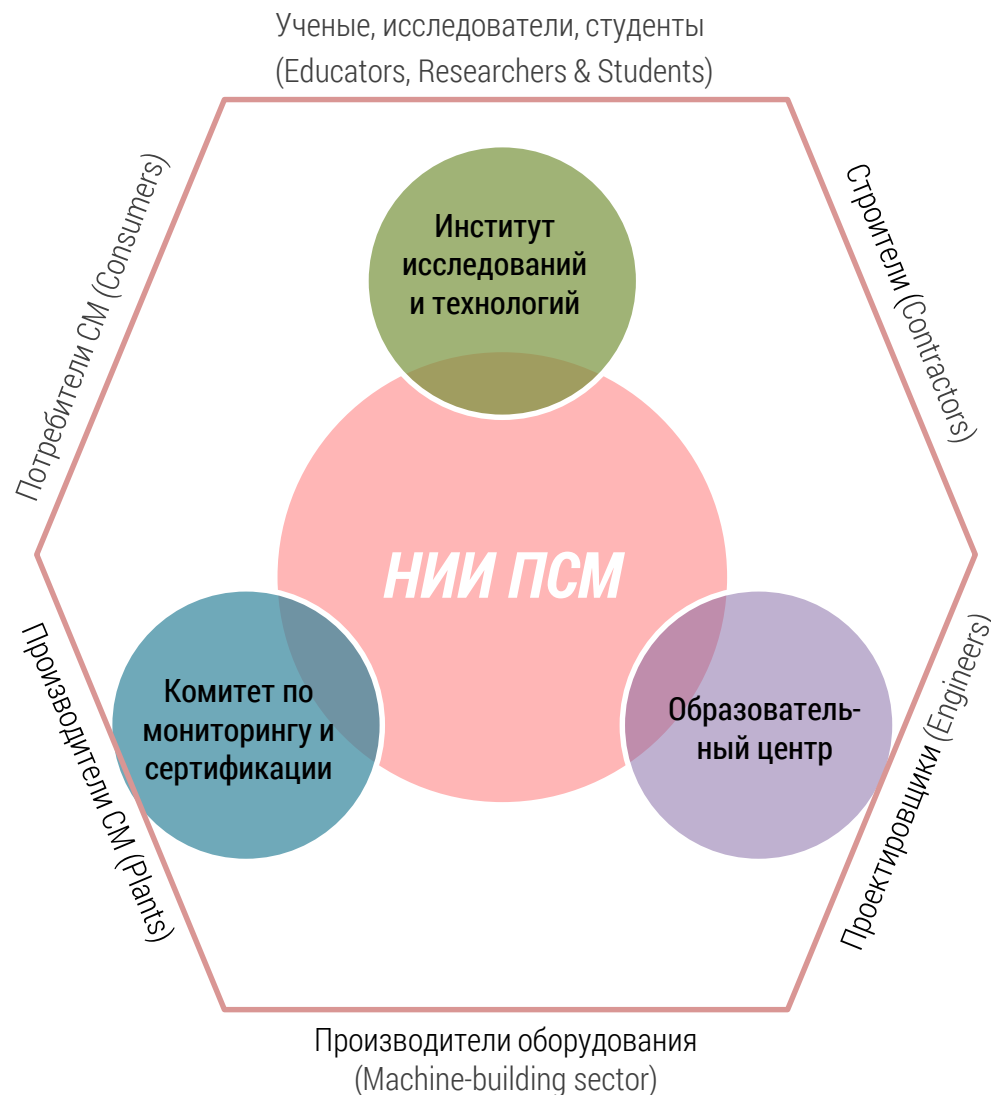 Ученые, исследователи, студенты
(Educators, Researchers & Students)
Потребители СМ (Consumers)
Строители (Contractors)
Институт
исследований
и технологий
НИИ ПСМ
Комитет по
мониторингу и
сертификации
Образователь-
ный центр
Производители СМ (Plants)
Проектировщики (Engineers)
Производители оборудования
(Machine-building sector)